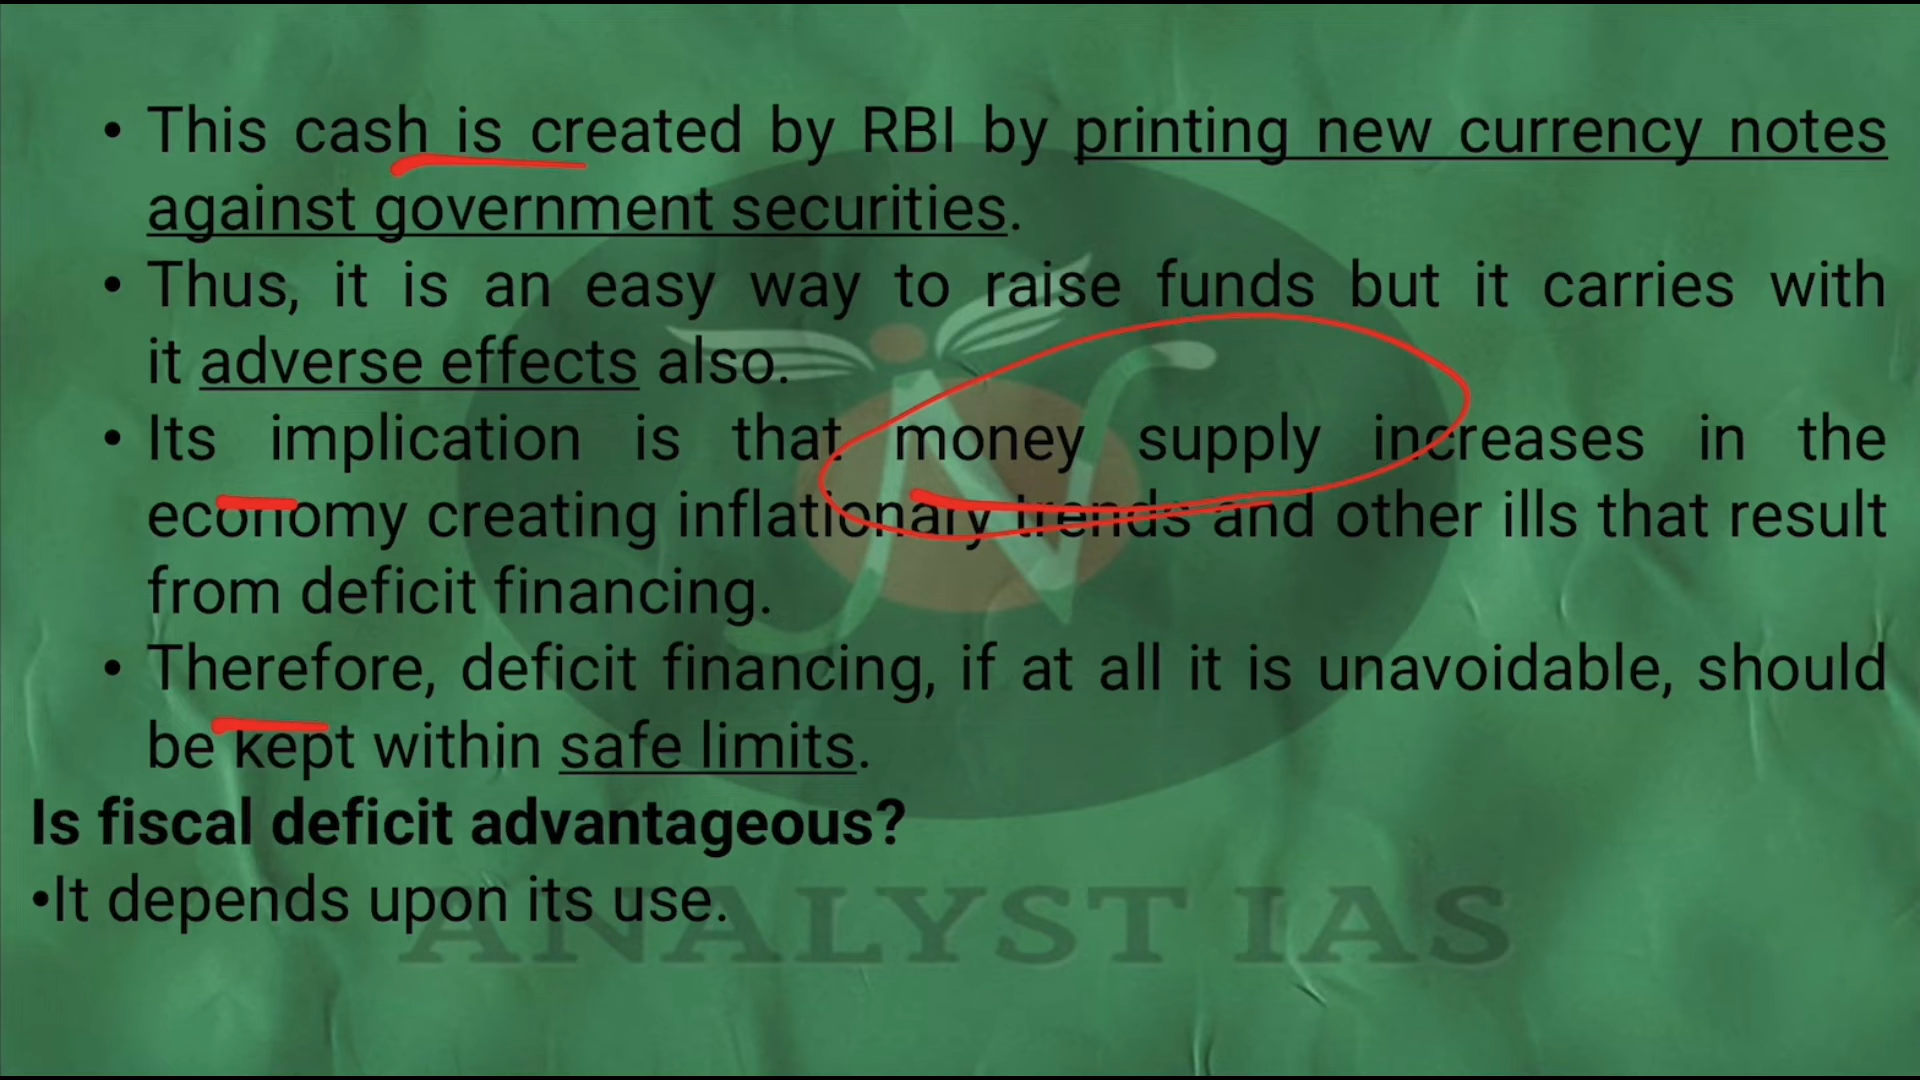 • This cash is created by RBI by printing new currency notes
against government securities.
• Thus, it is an easy way to raise funds but it carries with
it adverse effects also.
• Its implication is that money supply increases in the
economy creating inflationary trends and other ills that result
from deficit financing.
• Therefore, deficit financing, if at all it is unavoidable, should
be kept within safe limits.
Is fiscal deficit advantageous?
•It depends upon its use.
ANALYST IAS